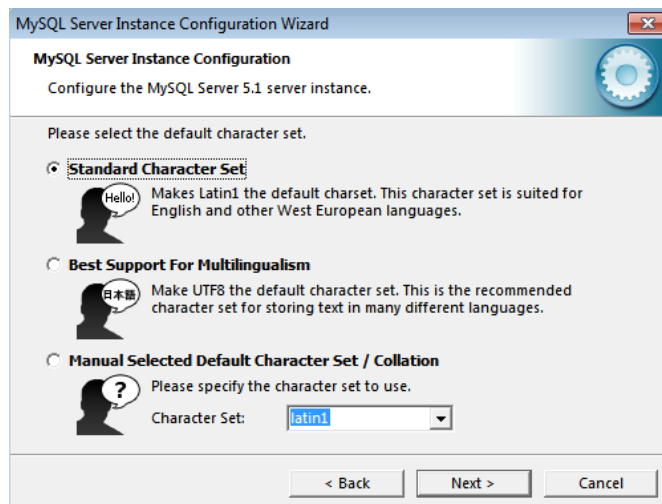 MySQL Server Instance Configuration Wizard
MySQL Server Instance Configuration
Configure the MySQL Server 5.1 server instance.
Please select the default character set.
Standard Character Set
Hello!
Makes Latin1 the default charset. This character set is suited for
English and other West European languages.
Best Support For Multilingualism
日本語
Make UTF8 the default character set. This is the recommended
character set for storing text in many different languages.
Manual Selected Default Character Set / Collation
?
Please specify the character set to use.
Character Set: latin1
< Back Next > Cancel